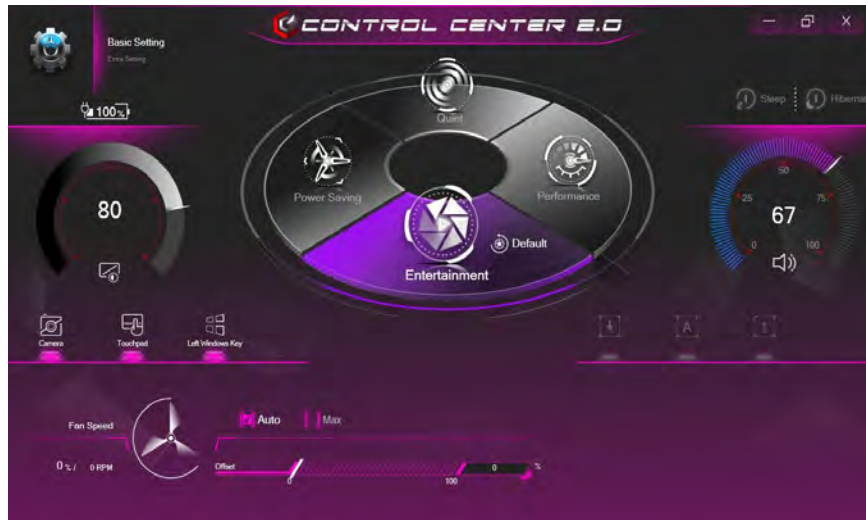 CONTROL CENTER 2.0
Basic Setting
Extra Setting
100%
Sleep
Hiberna
Quiet
Power Saving
Performance
Default
Entertainment
80
50
25
75
67
0
100
Camera
Touchpad
Left Windows Key
A
1
Fan Speed
Auto
Max
0 % / 0 RPM
Offset
0
%
0
100